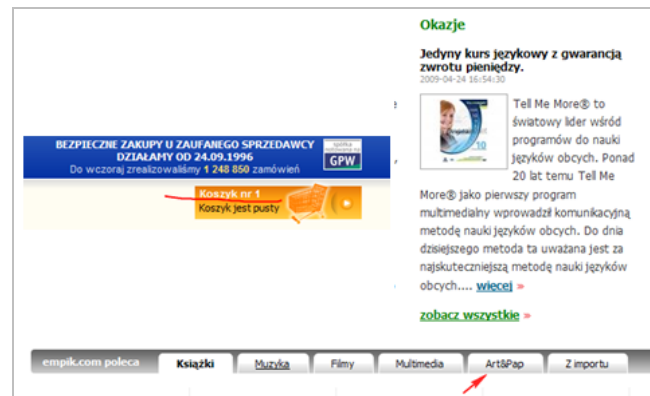 BEZPIECZNE ZAKUPY U ZAUFANEGO SPRZEDAWCY
DZIAŁAMY OD 24.09.1996
Do wczoraj zrealizowaliśmy 1 248 850 zamówień
spółka
notowana na
GPW
Koszyk nr 1
Koszyk jest pusty
Okazje
Jedyny kurs językowy z gwarancją
zwrotu pieniędzy.
2009-04-24 16:54:30
Tell Me More® to
światowy lider wśród
programów do nauki
języków obcych. Ponad
20 lat temu Tell Me
More® jako pierwszy program
multimedialny wprowadził komunikacyjną
metodę nauki języków obcych. Do dnia
dzisiejszego metoda ta uważana jest za
najskuteczniejszą metodę nauki języków
obcych.... więcej »
zobacz wszystkie »
empik.com poleca Książki Muzyka Filmy Multimedia Art&Pap Z importu